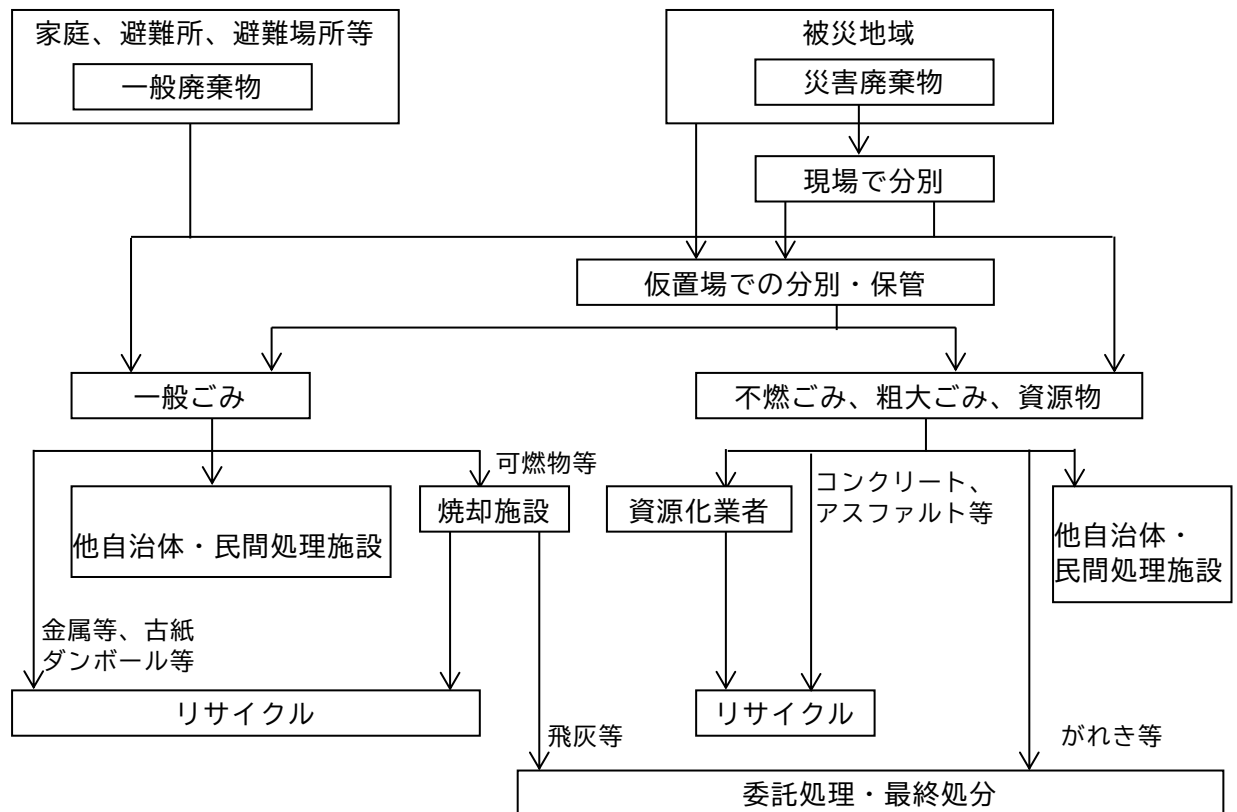 家庭、避難所、避難場所等
一般廃棄物
被災地域
災害廃棄物
現場で分別
仮置場での分別・保管
一般ごみ
不燃ごみ、粗大ごみ、資源物
可燃物等
他自治体・民間処理施設
焼却施設
資源化業者
コンクリート、
アスファルト等
他自治体・
民間処理施設
金属等、古紙
ダンボール等
リサイクル
リサイクル
飛灰等
がれき等
委託処理・最終処分